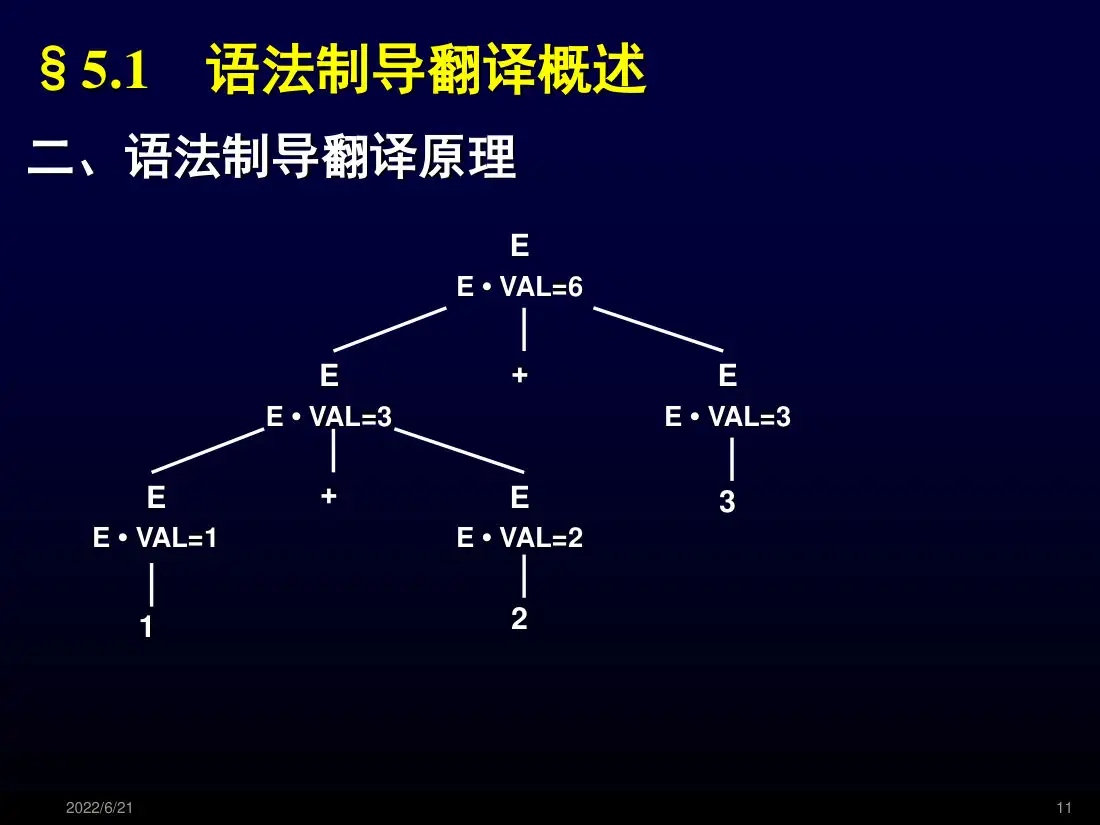 §5.1 语法制导翻译概述
二、语法制导翻译原理
E
E • VAL=6
E + E
E • VAL=3 E • VAL=3
E + E 3
E • VAL=1 E • VAL=2
1 2
2022/6/21 11